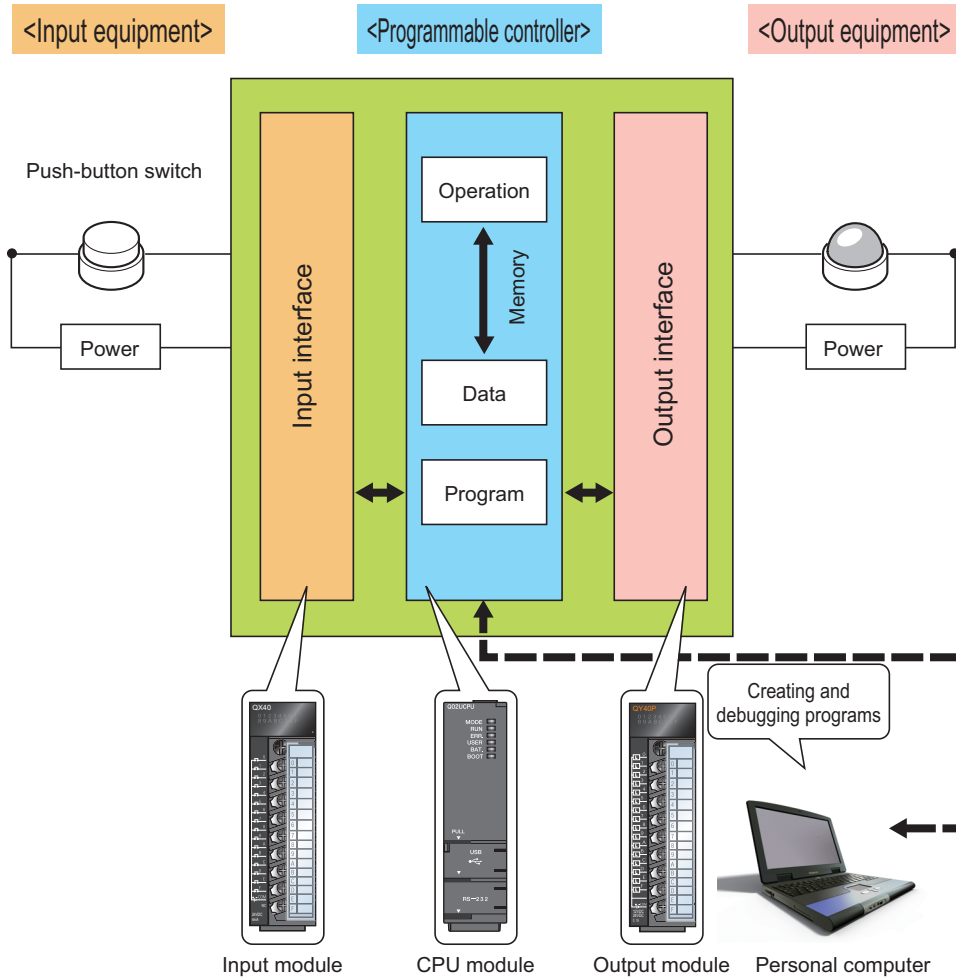 <Input equipment>
<Programmable controller>
<Output equipment>
Push-button switch
Power
Input interface
Operation
Memory
Data
Program
Output interface
Power
Creating and
debugging programs
QX40
Q02UCPU
MODE
RUN
ERR.
USER
BAT.
BOOT
PULL
USB
RS-232
QY40P
Input module
CPU module
Output module
Personal computer